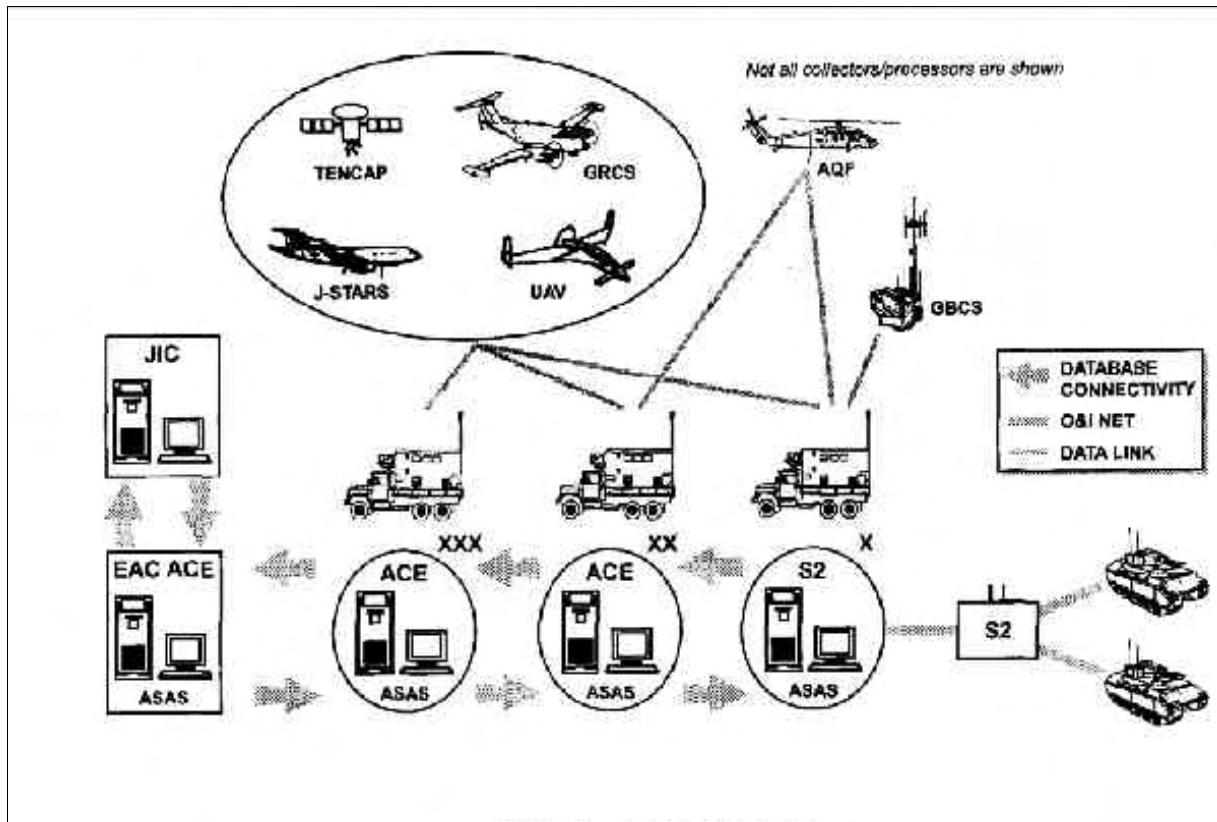 Not all collectors/processors are shown
TENCAP
GRCS
AQF
J-STARS
UAV
GBCS
JIC
DATABASE
CONNECTIVITY
O&I NET
DATA LINK
XXX
XX
X
EAC ACE
ACE
ACE
S2
S2
ASAS
ASAS
ASAS
ASAS